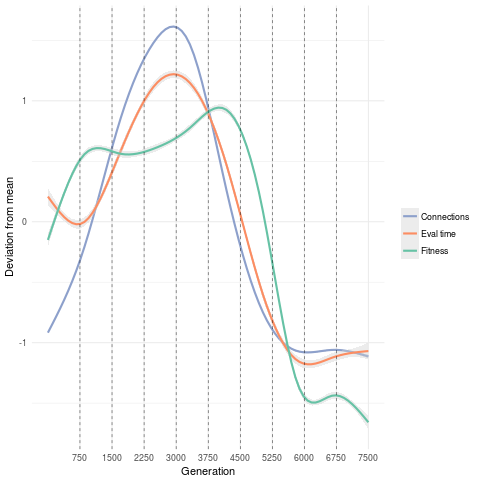 Deviation from mean
1
0
-1
750 1500 2250 3000 3750 4500 5250 6000 6750 7500
Generation
Connections
Eval time
Fitness